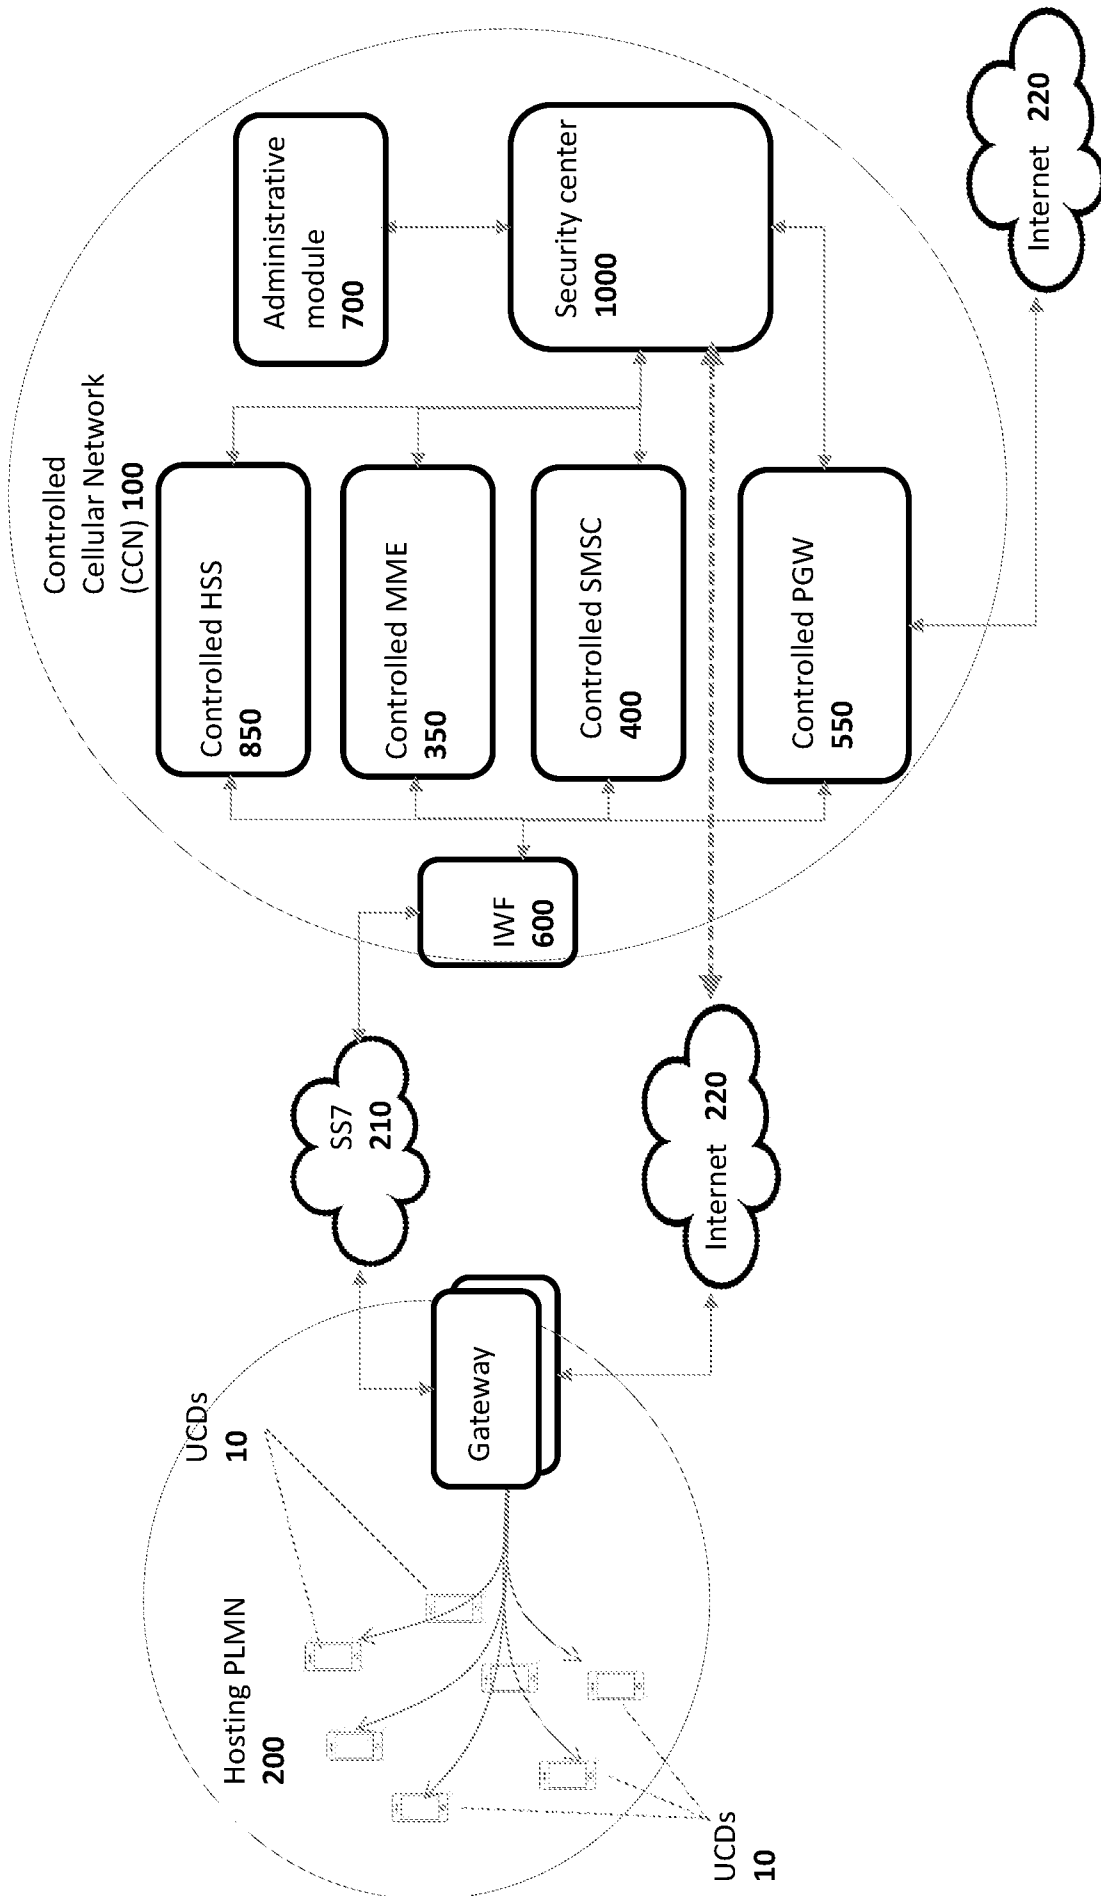 Hosting PLMN
200
UCDs
10
UCDs
10
Gateway
SS7
210
Internet 220
IWF
600
Controlled
Cellular Network
(CCN) 100
Controlled HSS
850
Controlled MME
350
Controlled SMSC
400
Controlled PGW
550
Administrative
module
700
Security center
1000
Internet 220